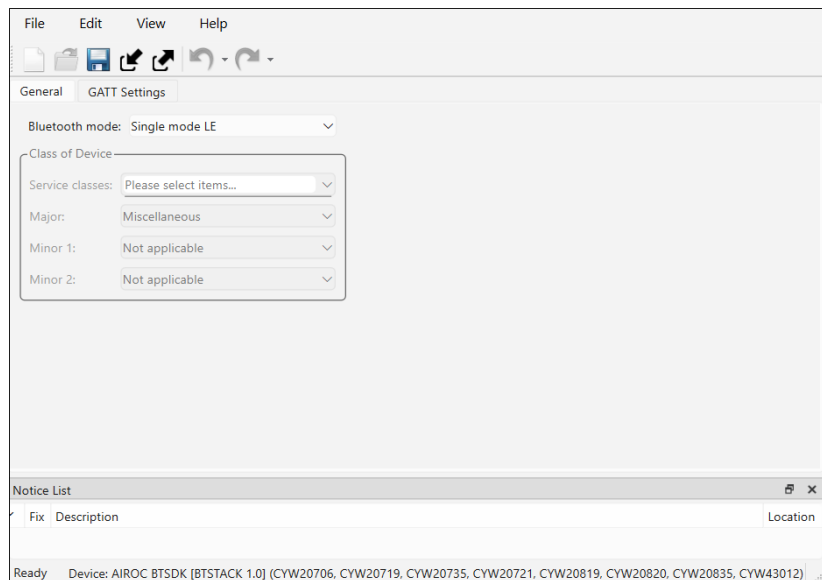 File Edit View Help
General GATT Settings
Bluetooth mode: Single mode LE
Class of Device
Service classes: Please select items...
Major: Miscellaneous
Minor 1: Not applicable
Minor 2: Not applicable
Notice List
Fix Description Location
Ready Device: AIROC BTSDK [BTSTACK 1.0] (CYW20706, CYW20719, CYW20735, CYW20721, CYW20819, CYW20820, CYW20835, CYW43012)